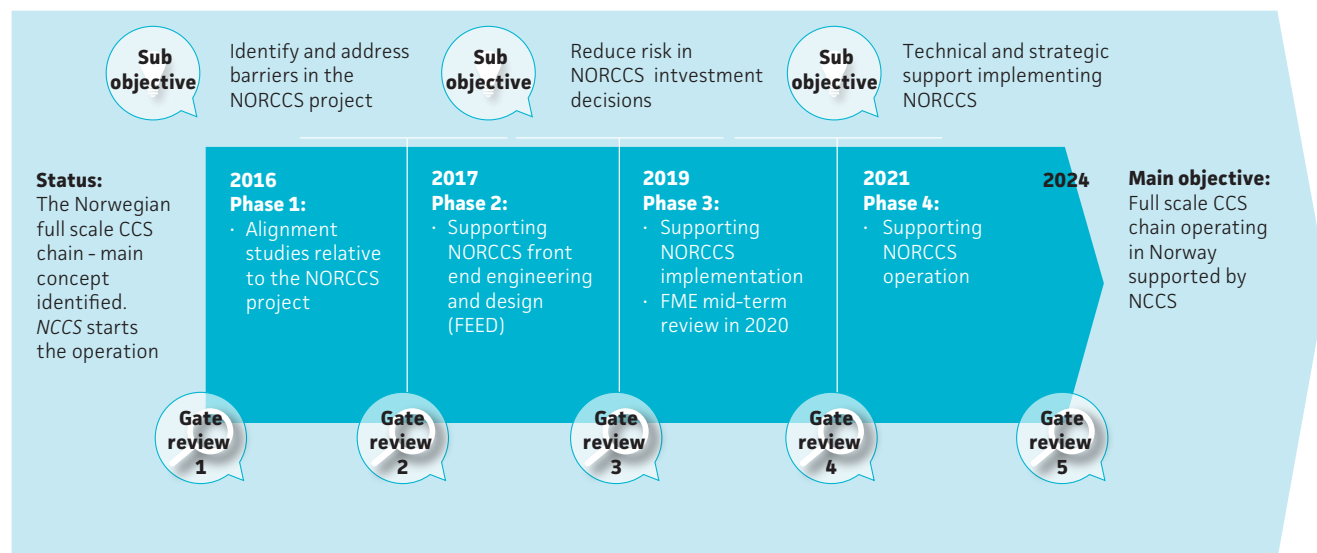 Sub
objective
Identify and address
barriers in the
NORCCS project
Sub
objective
Reduce risk in
NORCCS intvestment
decisions
Sub
objective
Technical and strategic
support implementing
NORCCS
Status:
The Norwegian
full scale CCS
chain - main
concept
identified.
NCCS starts
the operation
2016
Phase 1:
· Alignment
studies relative
to the NORCCS
project
2017
Phase 2:
· Supporting
NORCCS front
end engineering
and design
(FEED)
2019
Phase 3:
· Supporting
NORCCS
implementation
· FME mid-term
review in 2020
2021
Phase 4:
· Supporting
NORCCS
operation
2024
Main objective:
Full scale CCS
chain operating
in Norway
supported by
NCCS
Gate
review
1
Gate
review
2
Gate
review
3
Gate
review
4
Gate
review
5